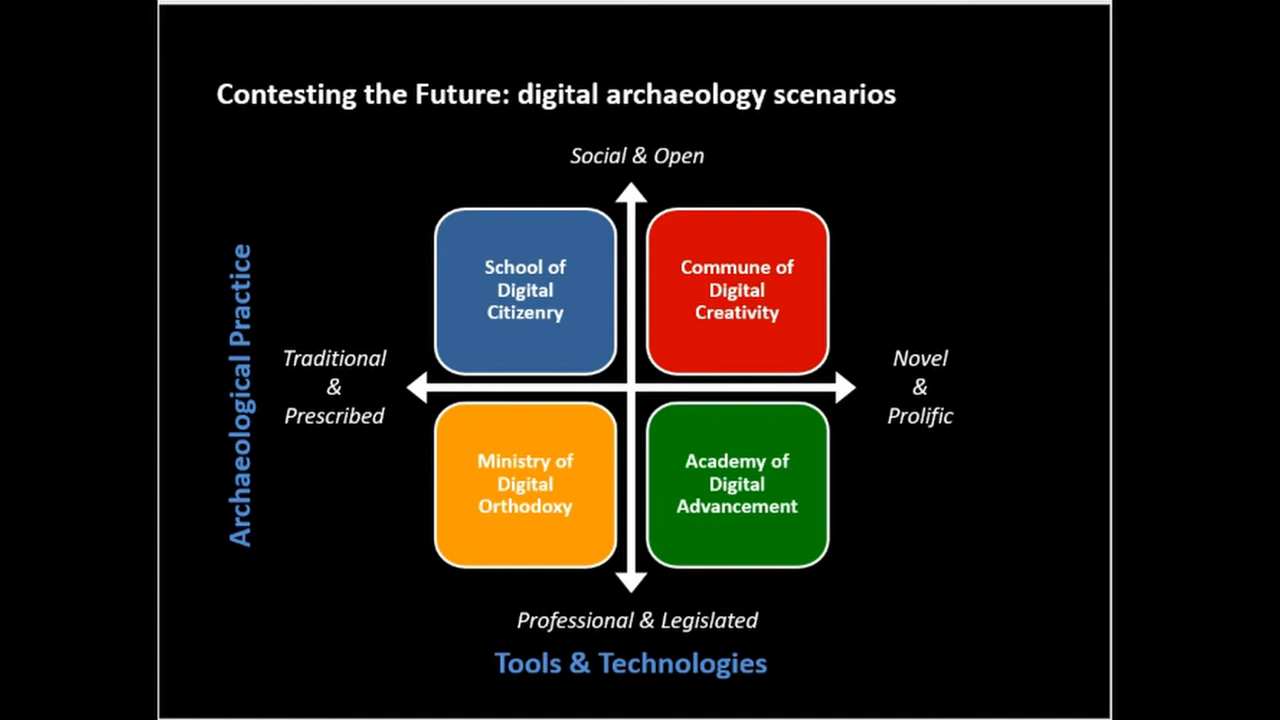 Contesting the Future: digital archaeology scenarios
Social & Open
School of
Digital
Citizenry
Commune of
Digital
Creativity
Archaeological Practice
Traditional
&
Prescribed
Novel
&
Prolific
Ministry of
Digital
Orthodoxy
Academy of
Digital
Advancement
Professional & Legislated
Tools & Technologies